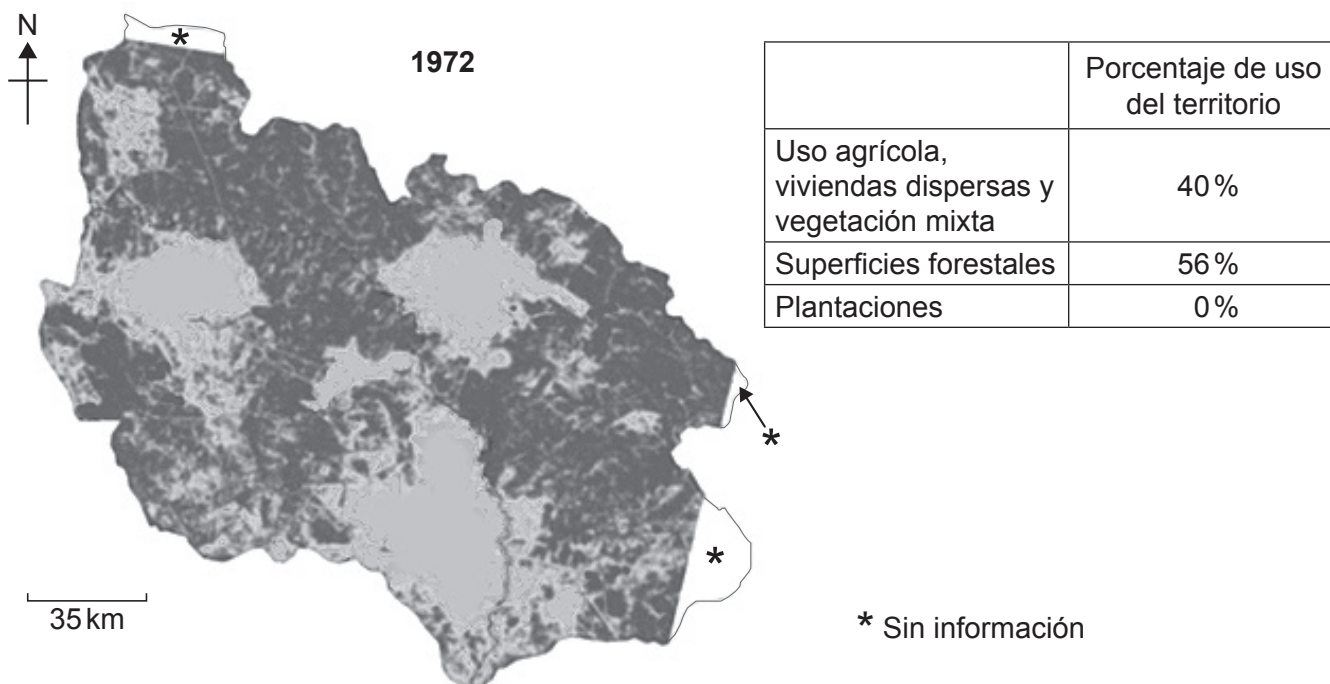 N
*
1972
Porcentaje de uso
del territorio
Uso agrícola,
viviendas dispersas y
vegetación mixta
40 %
Superficies forestales
56 %
Plantaciones
0 %
*
*
35 km
* Sin información